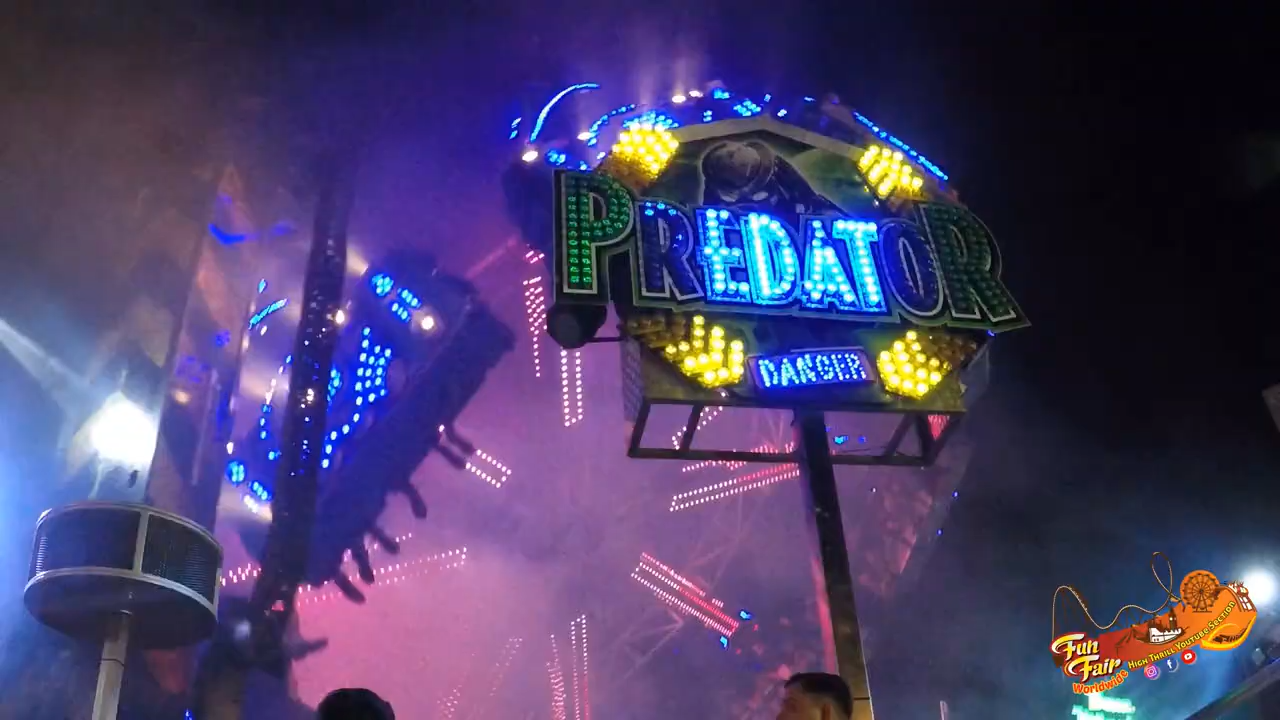 PREDATOR
DANGER
Fun
Fair
Worldwide
High Thrill YouTube Section